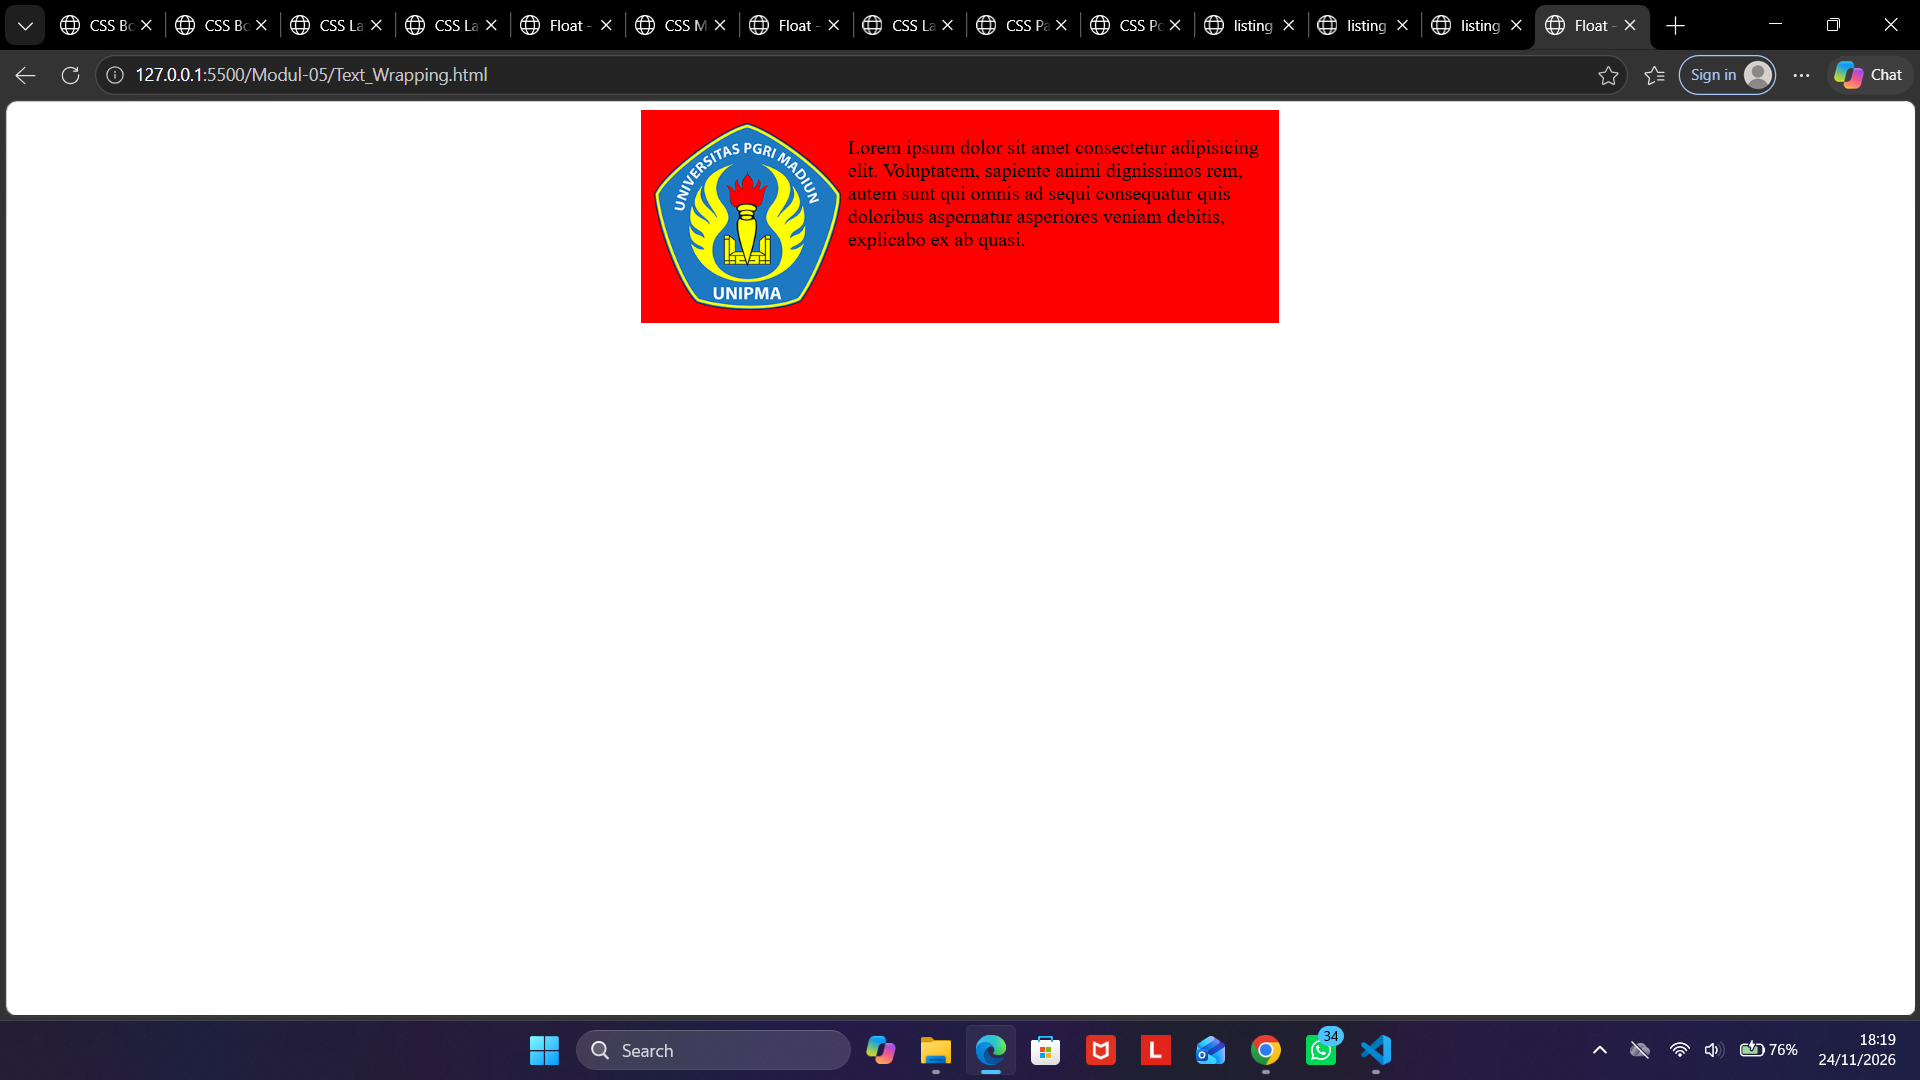 CSS Bo
CSS Bo
CSS La
CSS La
Float -
CSS M
Float -
CSS La
CSS Pa
CSS Po
listing
listing
listing
Float -
127.0.0.1:5500/Modul-05/Text_Wrapping.html
Sign in
Chat
UNIVERSITAS PGRI MADIUN
UNIPMA
Lorem ipsum dolor sit amet consectetur adipisicing
elit. Voluptatem, sapiente animi dignissimos rem,
autem sunt qui omnis ad sequi consequatur quis
doloribus aspernatur asperiores veniam debitis,
explicabo ex ab quasi.
Search
L
34
76%
18:19
24/11/2026